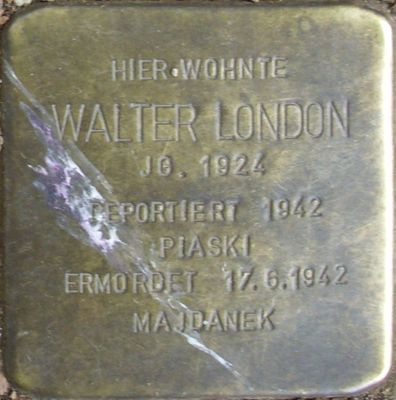 HIER WOHNTE
WALTER LONDON
JG. 1924
DEPORTIERT 1942
PIASKI
ERMORDET 17.6.1942
MAJDANEK